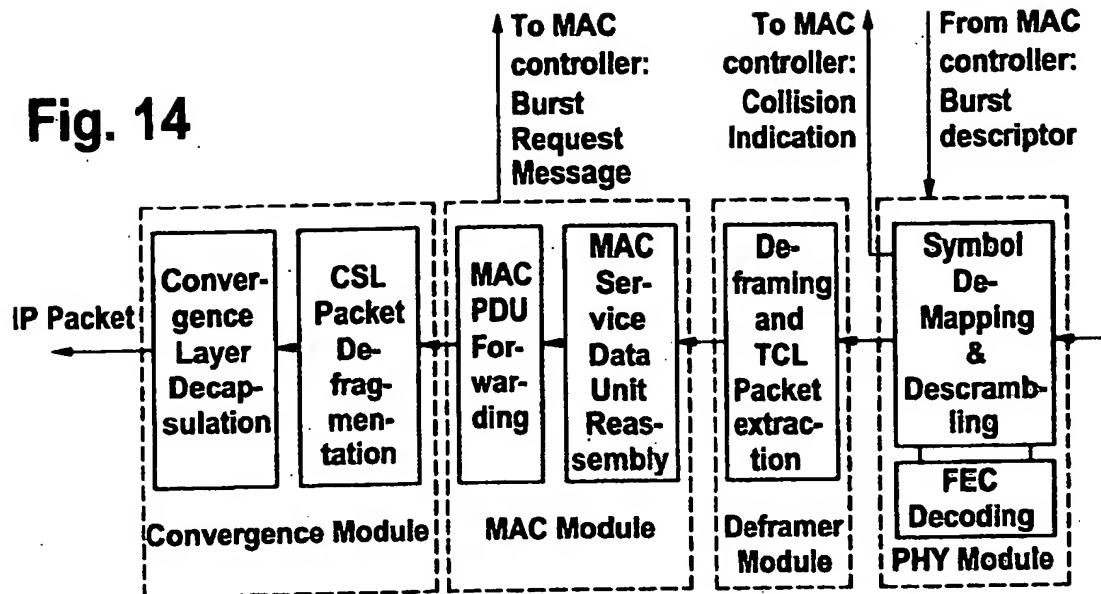 Fig. 14
To MAC
controller:
Burst
Request
Message
To MAC
controller:
Collision
Indication
From MAC
controller:
Burst
descriptor
IP Packet
Conver-
gence
Layer
Decap-
sulation
CSL
Packet
De-
frag-
men-
tation
Convergence Module
MAC
PDU
For-
war-
ding
MAC
Ser-
vice
Data
Unit
Reas-
sembly
MAC Module
De-
framing
and
TCL
Packet
extrac-
tion
Deframer
Module
Symbol
De-
Mapping
&
Descramb-
ling
FEC
Decoding
PHY Module